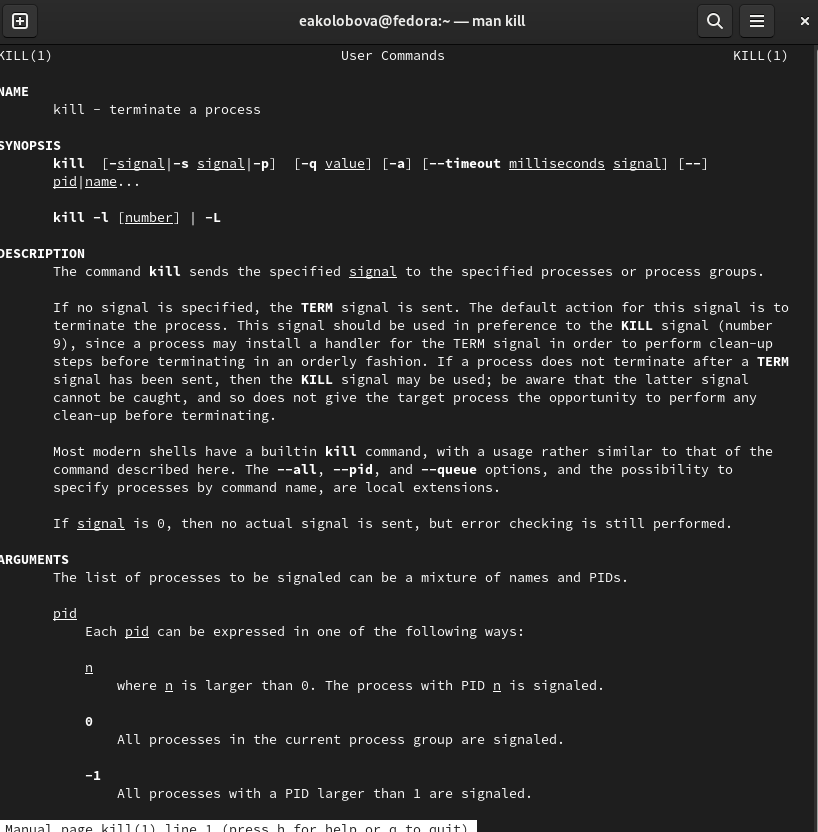 eakolobova@fedora:~ — man kill
KILL(1) User Commands KILL(1)
NAME
kill - terminate a process
SYNOPSIS
kill [-signal|-s signal|-p] [-q value] [-a] [--timeout milliseconds signal] [--]
pid|name...
kill -l [number] | -L
DESCRIPTION
The command kill sends the specified signal to the specified processes or process groups.
If no signal is specified, the TERM signal is sent. The default action for this signal is to
terminate the process. This signal should be used in preference to the KILL signal (number
9), since a process may install a handler for the TERM signal in order to perform clean-up
steps before terminating in an orderly fashion. If a process does not terminate after a TERM
signal has been sent, then the KILL signal may be used; be aware that the latter signal
cannot be caught, and so does not give the target process the opportunity to perform any
clean-up before terminating.
Most modern shells have a builtin kill command, with a usage rather similar to that of the
command described here. The --all, --pid, and --queue options, and the possibility to
specify processes by command name, are local extensions.
If signal is 0, then no actual signal is sent, but error checking is still performed.
ARGUMENTS
The list of processes to be signaled can be a mixture of names and PIDs.
pid
Each pid can be expressed in one of the following ways:
n
where n is larger than 0. The process with PID n is signaled.
0
All processes in the current process group are signaled.
-1
All processes with a PID larger than 1 are signaled.
Manual page kill(1) line 1 (press h for help or q to quit)